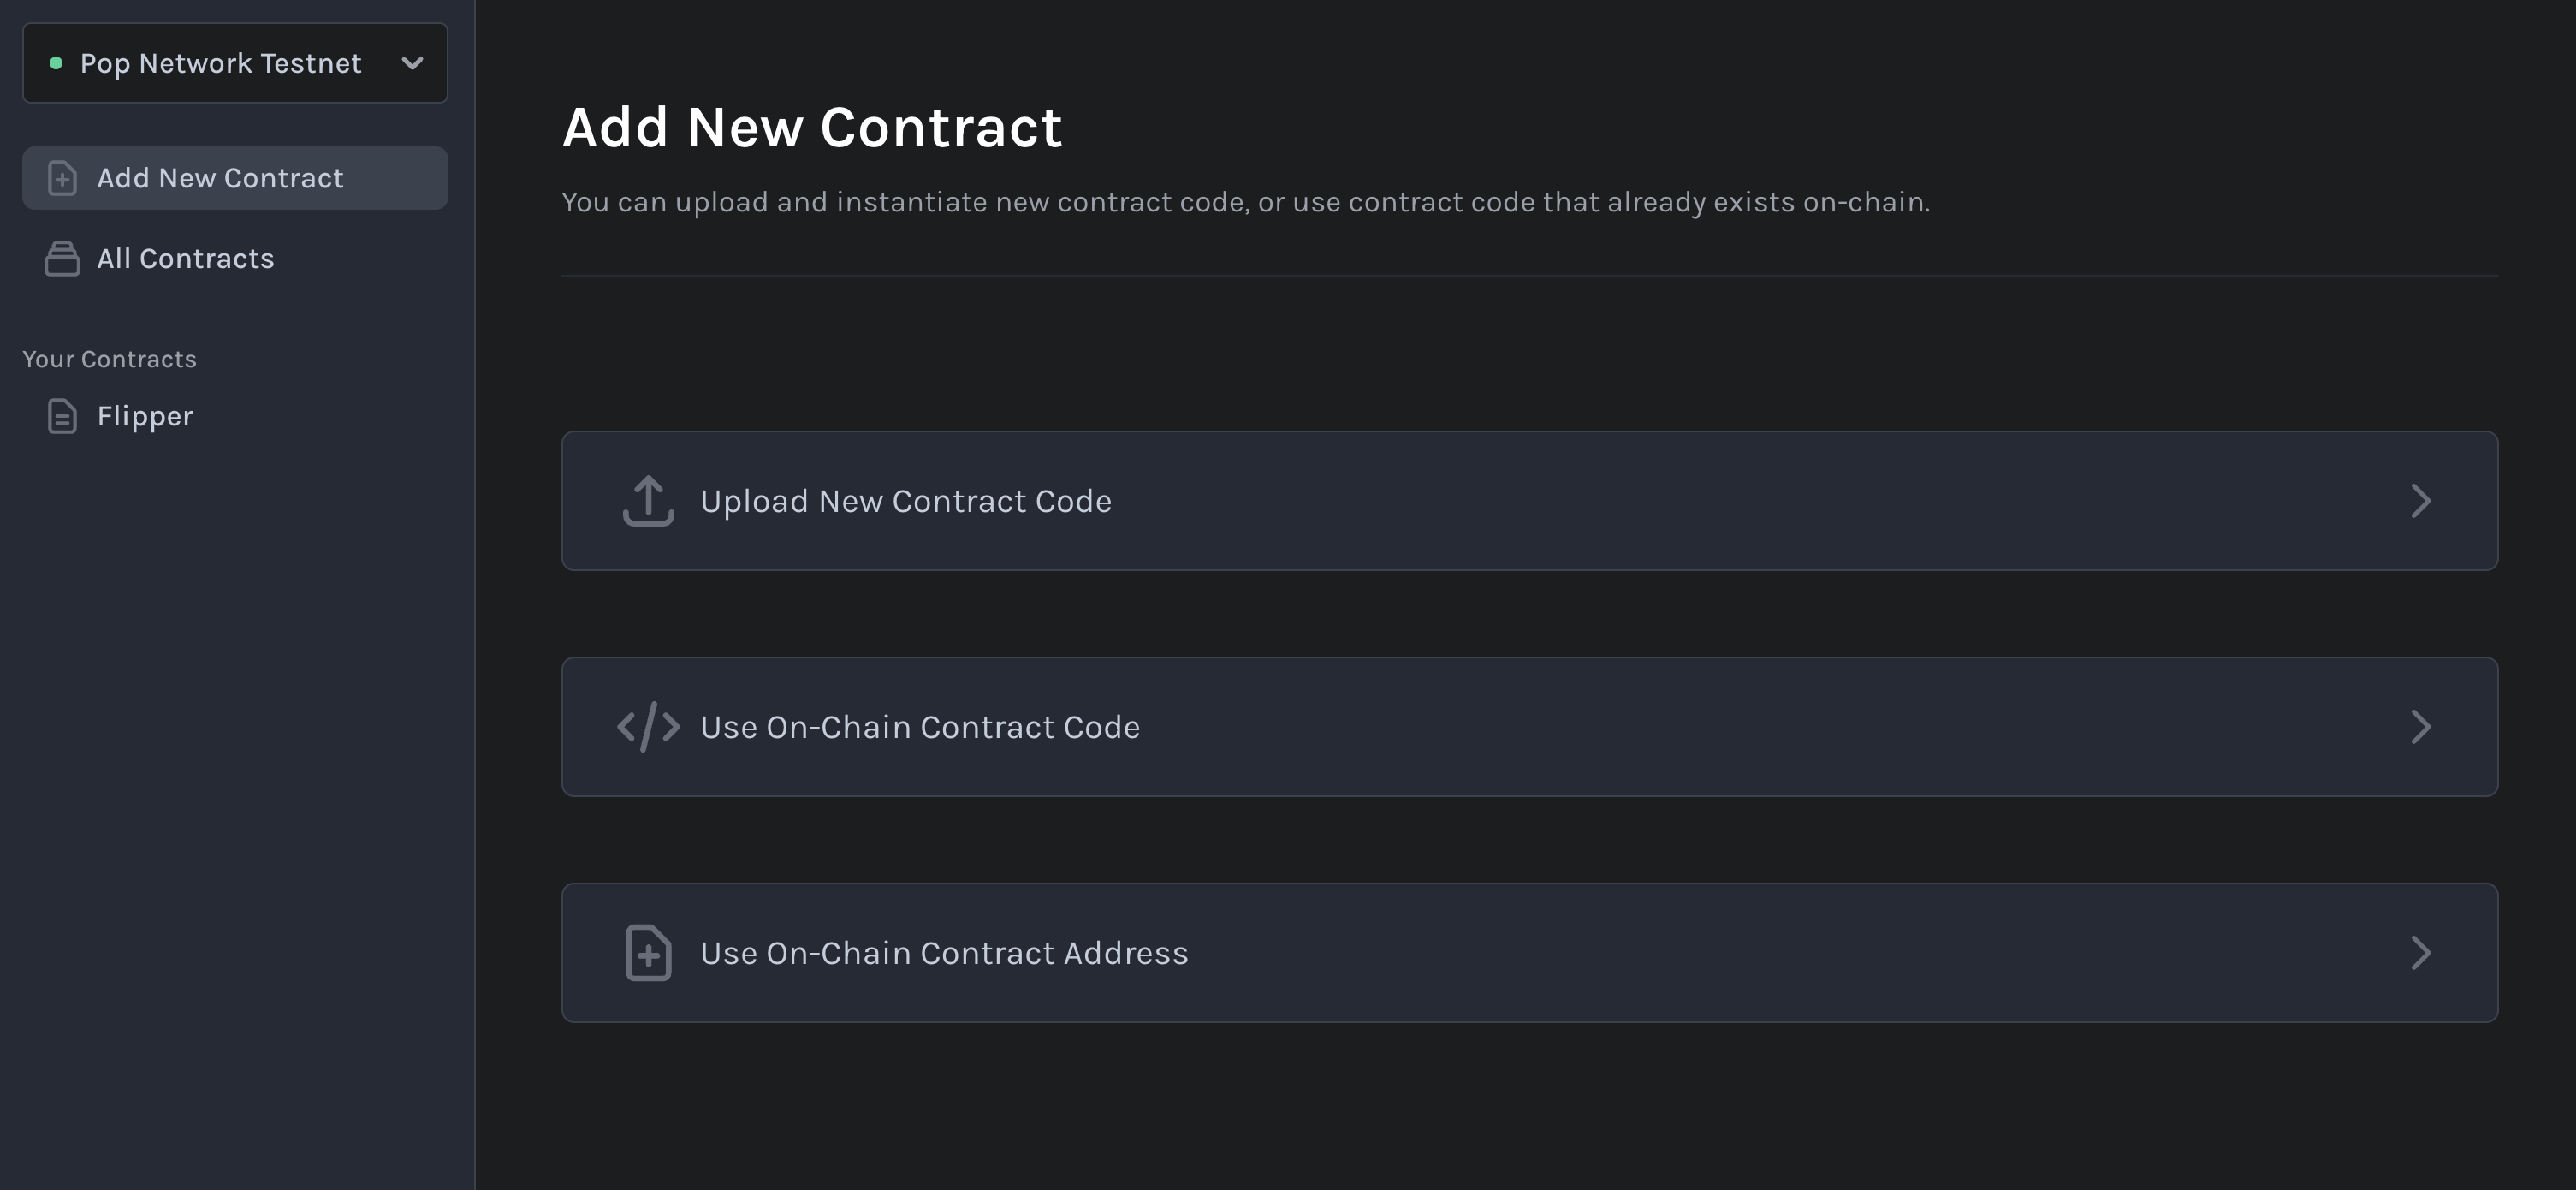 Pop Network Testnet
Add New Contract
All Contracts
Your Contracts
Flipper
Add New Contract
You can upload and instantiate new contract code, or use contract code that already exists on-chain.
Upload New Contract Code
Use On-Chain Contract Code
Use On-Chain Contract Address